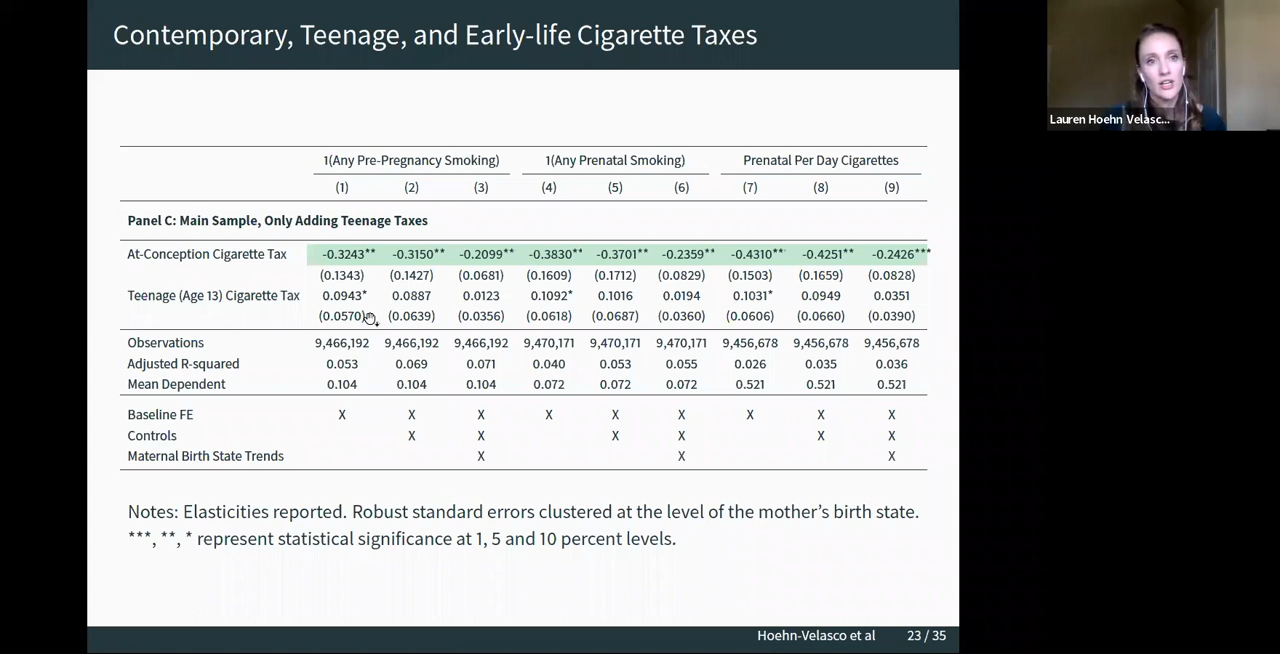 Contemporary, Teenage, and Early-life Cigarette Taxes
Lauren Hoehn Velasc...
1(Any Pre-Pregnancy Smoking) 1(Any Prenatal Smoking) Prenatal Per Day Cigarettes
(1) (2) (3) (4) (5) (6) (7) (8) (9)
Panel C: Main Sample, Only Adding Teenage Taxes
At-Conception Cigarette Tax -0.3243** -0.3150** -0.2099** -0.3830** -0.3701** -0.2359** -0.4310** -0.4251** -0.2426***
(0.1343) (0.1427) (0.0681) (0.1609) (0.1712) (0.0829) (0.1503) (0.1659) (0.0828)
Teenage (Age 13) Cigarette Tax 0.0943* 0.0887 0.0123 0.1092* 0.1016 0.0194 0.1031* 0.0949 0.0351
(0.0570) (0.0639) (0.0356) (0.0618) (0.0687) (0.0360) (0.0606) (0.0660) (0.0390)
Observations 9,466,192 9,466,192 9,466,192 9,470,171 9,470,171 9,470,171 9,456,678 9,456,678 9,456,678
Adjusted R-squared 0.053 0.069 0.071 0.040 0.053 0.055 0.026 0.035 0.036
Mean Dependent 0.104 0.104 0.104 0.072 0.072 0.072 0.521 0.521 0.521
Baseline FE X X X X X X X X X
Controls X X X X X X
Maternal Birth State Trends X X X
Notes: Elasticities reported. Robust standard errors clustered at the level of the mother's birth state.
***, **, * represent statistical significance at 1, 5 and 10 percent levels.
Hoehn-Velasco et al 23 / 35